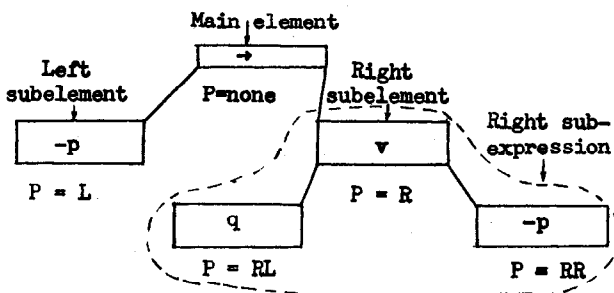 Main element
→
Left
subelement
P=none
Right
subelement
Right sub-
expression
-p
v
P = L
P = R
q
-p
P = RL
P = RR